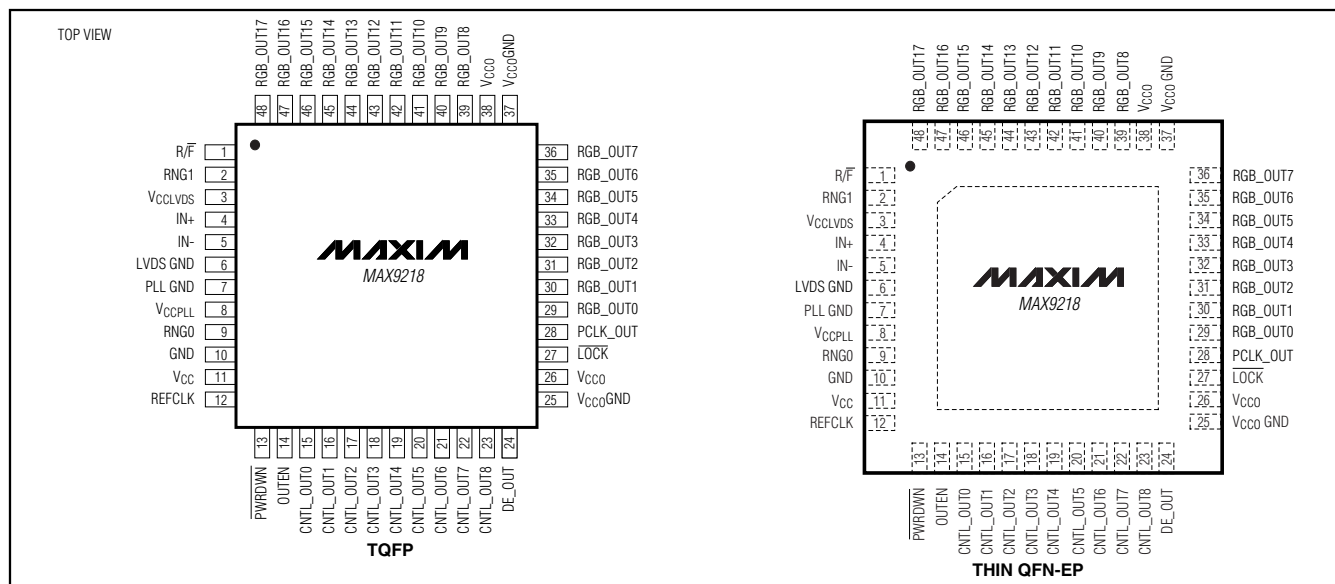 TOP VIEW
RGB_OUT17
RGB_OUT16
RGB_OUT15
RGB_OUT14
RGB_OUT13
RGB_OUT12
RGB_OUT11
RGB_OUT10
RGB_OUT9
RGB_OUT8
VCCO
VCCOGND
48 47 46 45 44 43 42 41 40 39 38 37
R/F 1
RNG1 2
VCCLVDS 3
IN+ 4
IN- 5
LVDS GND 6
PLL GND 7
VCCPLL 8
RNG0 9
GND 10
VCC 11
REFCLK 12
MAXIM
MAX9218
36 RGB_OUT7
35 RGB_OUT6
34 RGB_OUT5
33 RGB_OUT4
32 RGB_OUT3
31 RGB_OUT2
30 RGB_OUT1
29 RGB_OUT0
28 PCLK_OUT
27 LOCK
26 VCCO
25 VCCOGND
13 14 15 16 17 18 19 20 21 22 23 24
PWRDWN
OUTEN
CNTL_OUT0
CNTL_OUT1
CNTL_OUT2
CNTL_OUT3
CNTL_OUT4
CNTL_OUT5
CNTL_OUT6
CNTL_OUT7
CNTL_OUT8
DE_OUT
TQFP
RGB_OUT17
RGB_OUT16
RGB_OUT15
RGB_OUT14
RGB_OUT13
RGB_OUT12
RGB_OUT11
RGB_OUT10
RGB_OUT9
RGB_OUT8
VCCO
VCCO GND
48 47 46 45 44 43 42 41 40 39 38 37
R/F 1
RNG1 2
VCCLVDS 3
IN+ 4
IN- 5
LVDS GND 6
PLL GND 7
VCCPLL 8
RNG0 9
GND 10
VCC 11
REFCLK 12
MAXIM
MAX9218
36 RGB_OUT7
35 RGB_OUT6
34 RGB_OUT5
33 RGB_OUT4
32 RGB_OUT3
31 RGB_OUT2
30 RGB_OUT1
29 RGB_OUT0
28 PCLK_OUT
27 LOCK
26 VCCO
25 VCCO GND
13 14 15 16 17 18 19 20 21 22 23 24
PWRDWN
OUTEN
CNTL_OUT0
CNTL_OUT1
CNTL_OUT2
CNTL_OUT3
CNTL_OUT4
CNTL_OUT5
CNTL_OUT6
CNTL_OUT7
CNTL_OUT8
DE_OUT
THIN QFN-EP